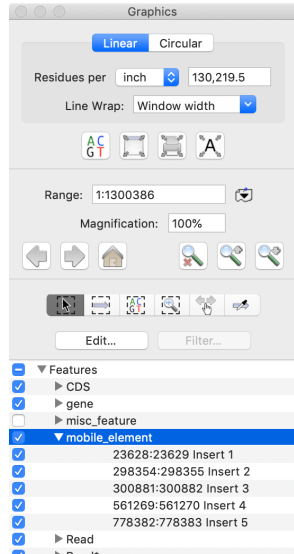 Graphics
Linear Circular
Residues per inch 130,219.5
Line Wrap: Window width
A C
G T
A
Range: 1:1300386
Magnification: 100%
A C
G T
Edit... Filter...
Features
CDS
gene
misc_feature
mobile_element
23628:23629 Insert 1
298354:298355 Insert 2
300881:300882 Insert 3
561269:561270 Insert 4
778382:778383 Insert 5
Read